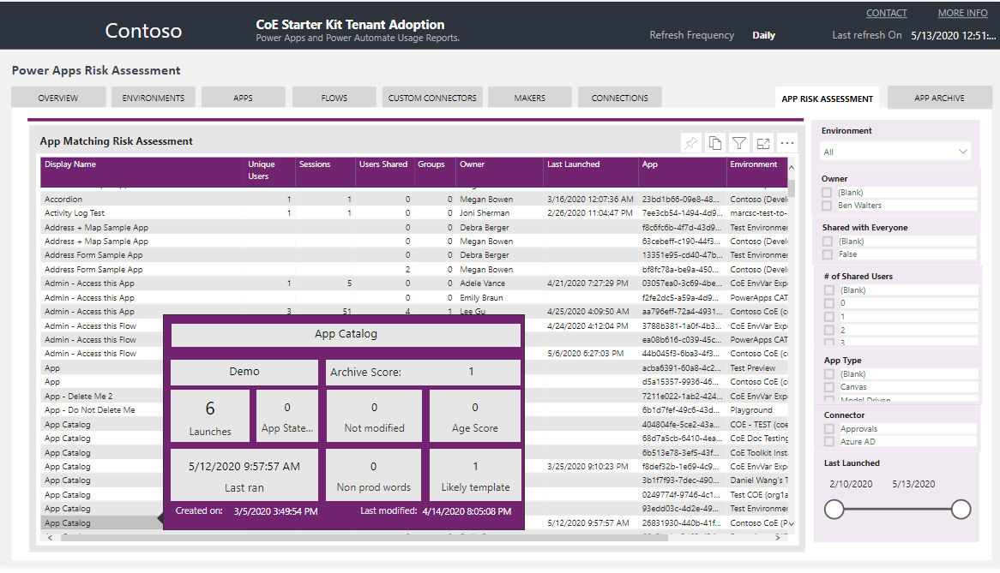 CONTACT MORE INFO
Contoso
CoE Starter Kit Tenant Adoption
Power Apps and Power Automate Usage Reports.
Refresh Frequency Daily Last refresh On 5/13/2020 12:51:...
Power Apps Risk Assessment
OVERVIEW ENVIRONMENTS APPS FLOWS CUSTOM CONNECTORS MAKERS CONNECTIONS APP RISK ASSESSMENT APP ARCHIVE
App Matching Risk Assessment
Display Name Unique Users Sessions Users Shared Groups Owner Last Launched App Environment
Accordion 1 1 0 0 Megan Bowen 3/16/2020 12:07:36 AM 23bd1b66-09e8-48... Contoso (Develo
Activity Log Test 1 1 0 0 Joni Sherman 2/26/2020 11:04:47 PM 7ee3cb54-1494-4d9... marcsc-test-to-
Address + Map Sample App 0 0 Debra Berger f8c6fc6b-4f7d-43d9... Test Environmen
Address + Map Sample App 0 0 Megan Bowen 63cebeff-c190-44f3... Contoso (Develo
Address Form Sample App 0 0 Debra Berger 13351e95-cd40-47b... Test Environmen
Address Form Sample App 2 0 Megan Bowen bf8fc78a-be9a-450... Contoso (Develo
Admin - Access this App 1 5 0 0 Adele Vance 4/21/2020 7:27:29 PM 03057ea0-3c69-4be... CoE EnvVar Expo
Admin - Access this App 0 0 Emily Braun f2fe2dc5-a59a-4d9... PowerApps CAT
Admin - Access this App 3 51 4 1 Lee Gu 4/25/2020 4:09:50 AM aa796eff-72a4-4931... Contoso CoE (
Admin - Access this Flow 4/24/2020 4:12:04 PM 3788b381-1a0f-4b3... CoE EnvVar Expo
Admin - Access this Flow ea08b616-c039-45c... PowerApps CAT
Admin - Access this Flow 5/6/2020 6:27:03 PM 44b045f3-6ba3-4f3... Contoso CoE (c
App acba6391-60a8-4c2... Test Preview
App d5a15357-9936-46... Contoso CoE (c
App - Delete Me 2 7211e022-1ab2-424... CoE EnvVar Expo
App - Do Not Delete Me 6b1d7fef-49c6-43d... Playground
App Catalog 404804fe-5ce2-43a... COE - TEST (coe
App Catalog 68d7a5cb-6410-4ea... CoE Doc Testing
App Catalog 6b513e78-3ef5-43f... CoE Toolkit Inst
App Catalog 3/25/2020 9:10:23 PM f8def32b-1e69-4c9... CoE EnvVar Expo
App Catalog 3b1f7f93-7dec-490... Daniel Wang's T
App Catalog 0249774f-9746-4c1... Test COE (org1a
App Catalog 93edd03c-4d2e-49... Test Environmen
App Catalog 5/12/2020 9:57:57 AM 26831930-440b-41f... Contoso CoE (P
App Catalog
Demo
Archive Score: 1
6
Launches
0
App State...
0
Not modified
0
Age Score
5/12/2020 9:57:57 AM
Last ran
0
Non prod words
1
Likely template
Created on: 3/5/2020 3:49:54 PM Last modified: 4/14/2020 8:05:08 PM
Environment
All
Owner
(Blank)
Ben Walters
Shared with Everyone
(Blank)
False
# of Shared Users
(Blank)
0
1
2
3
App Type
(Blank)
Canvas
Model Driven
Connector
Approvals
Azure AD
Last Launched
2/10/2020 5/13/2020